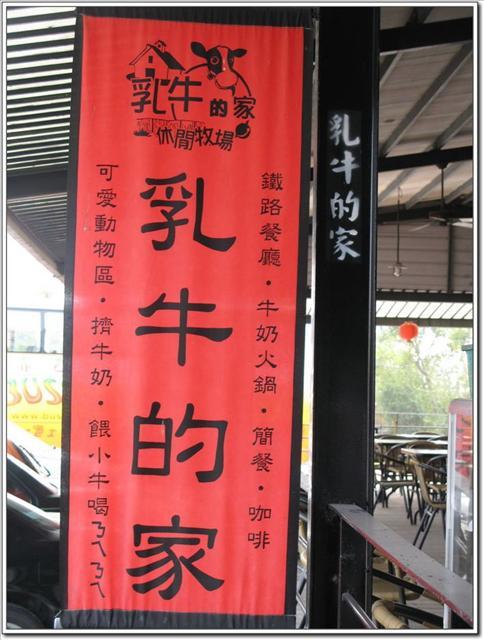 乳牛的家
休閒牧場
鐵路餐廳・牛奶火鍋・簡餐・咖啡
乳牛的家
可愛動物區・擠牛奶・餵小牛喝ㄋㄟㄋㄟ
乳牛的家